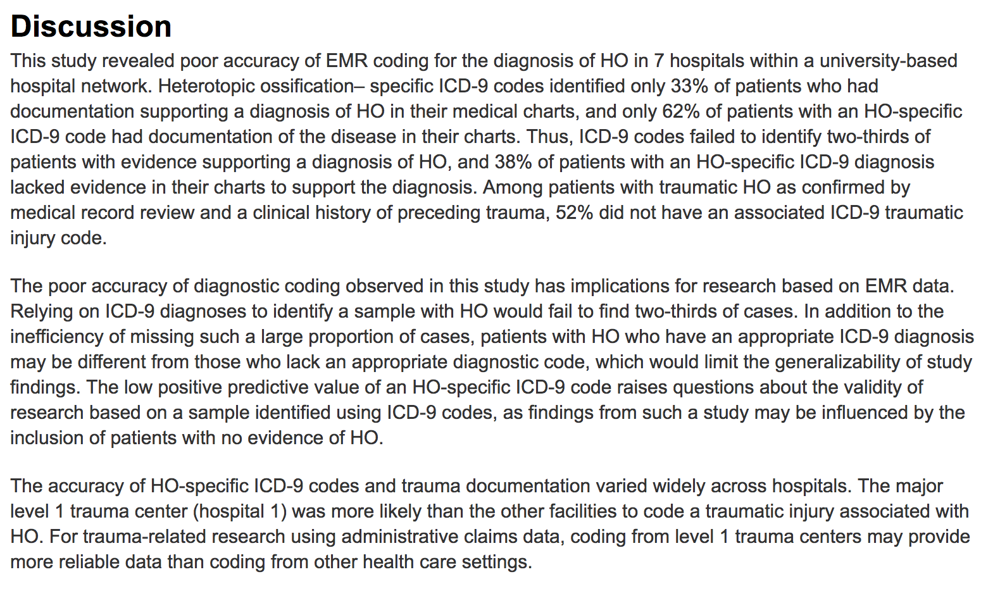 Discussion
This study revealed poor accuracy of EMR coding for the diagnosis of HO in 7 hospitals within a university-based
hospital network. Heterotopic ossification– specific ICD-9 codes identified only 33% of patients who had
documentation supporting a diagnosis of HO in their medical charts, and only 62% of patients with an HO-specific
ICD-9 code had documentation of the disease in their charts. Thus, ICD-9 codes failed to identify two-thirds of
patients with evidence supporting a diagnosis of HO, and 38% of patients with an HO-specific ICD-9 diagnosis
lacked evidence in their charts to support the diagnosis. Among patients with traumatic HO as confirmed by
medical record review and a clinical history of preceding trauma, 52% did not have an associated ICD-9 traumatic
injury code.
The poor accuracy of diagnostic coding observed in this study has implications for research based on EMR data.
Relying on ICD-9 diagnoses to identify a sample with HO would fail to find two-thirds of cases. In addition to the
inefficiency of missing such a large proportion of cases, patients with HO who have an appropriate ICD-9 diagnosis
may be different from those who lack an appropriate diagnostic code, which would limit the generalizability of study
findings. The low positive predictive value of an HO-specific ICD-9 code raises questions about the validity of
research based on a sample identified using ICD-9 codes, as findings from such a study may be influenced by the
inclusion of patients with no evidence of HO.
The accuracy of HO-specific ICD-9 codes and trauma documentation varied widely across hospitals. The major
level 1 trauma center (hospital 1) was more likely than the other facilities to code a traumatic injury associated with
HO. For trauma-related research using administrative claims data, coding from level 1 trauma centers may provide
more reliable data than coding from other health care settings.